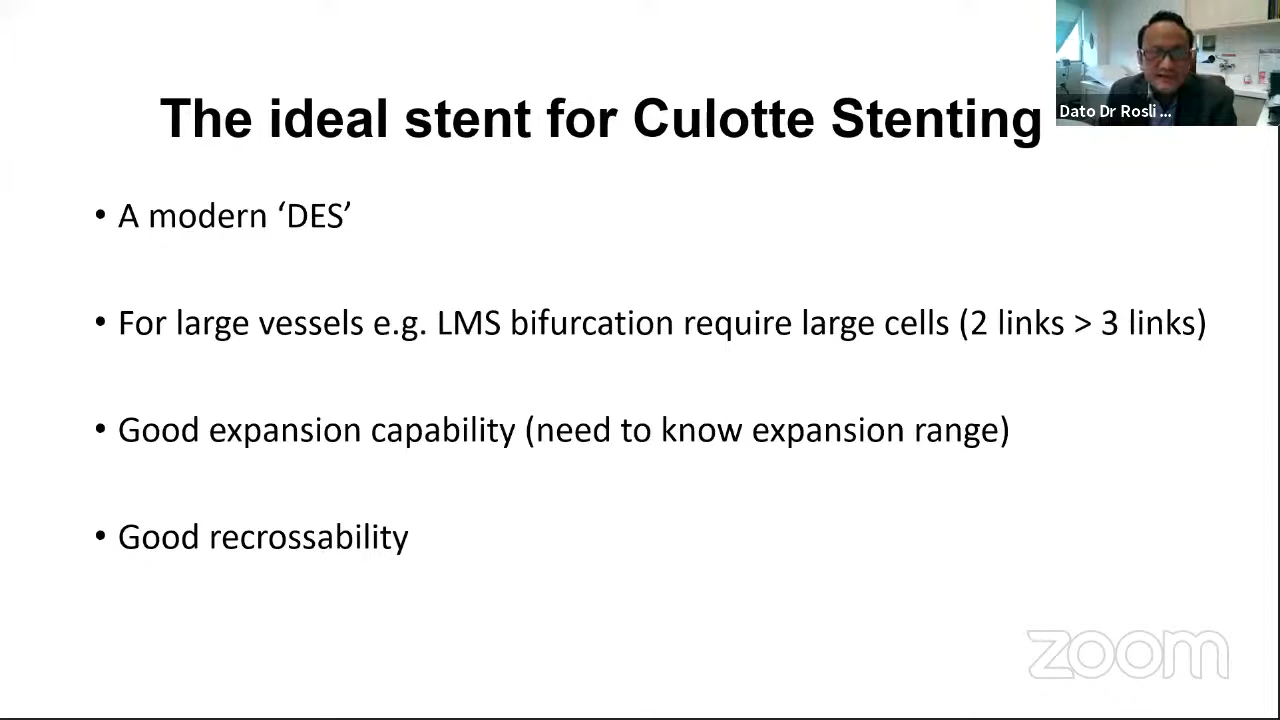 The ideal stent for Culotte Stenting
Dato Dr Rosli ...
• A modern ‘DES’
• For large vessels e.g. LMS bifurcation require large cells (2 links > 3 links)
• Good expansion capability (need to know expansion range)
• Good recrossability
zoom